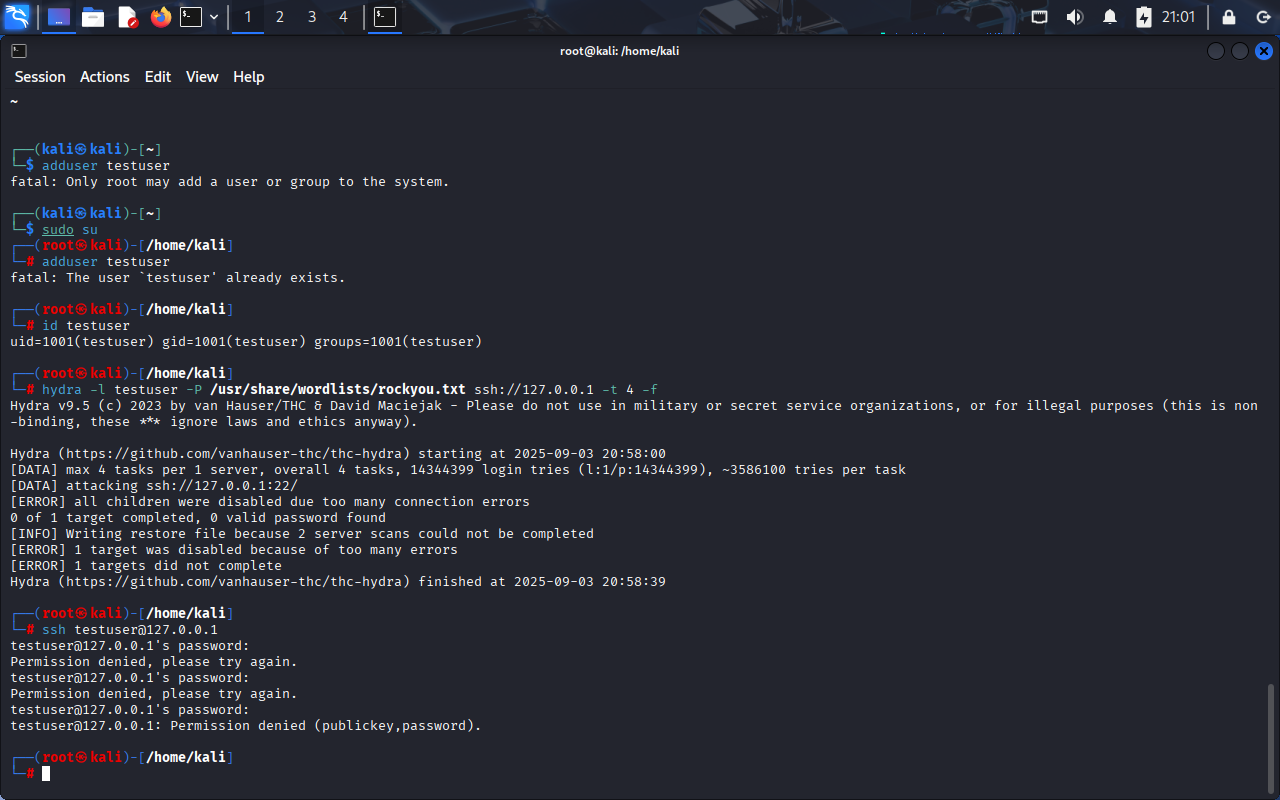 1 2 3 4 21:01
root@kali: /home/kali
Session Actions Edit View Help
~
┌──(kali㉿kali)-[~]
└─$ adduser testuser
fatal: Only root may add a user or group to the system.
┌──(kali㉿kali)-[~]
└─$ sudo su
┌──(root㉿kali)-[/home/kali]
└─# adduser testuser
fatal: The user `testuser' already exists.
┌──(root㉿kali)-[/home/kali]
└─# id testuser
uid=1001(testuser) gid=1001(testuser) groups=1001(testuser)
┌──(root㉿kali)-[/home/kali]
└─# hydra -l testuser -P /usr/share/wordlists/rockyou.txt ssh://127.0.0.1 -t 4 -f
Hydra v9.5 (c) 2023 by van Hauser/THC & David Maciejak - Please do not use in military or secret service organizations, or for illegal purposes (this is non
-binding, these *** ignore laws and ethics anyway).
Hydra (https://github.com/vanhauser-thc/thc-hydra) starting at 2025-09-03 20:58:00
[DATA] max 4 tasks per 1 server, overall 4 tasks, 14344399 login tries (l:1/p:14344399), ~3586100 tries per task
[DATA] attacking ssh://127.0.0.1:22/
[ERROR] all children were disabled due too many connection errors
0 of 1 target completed, 0 valid password found
[INFO] Writing restore file because 2 server scans could not be completed
[ERROR] 1 target was disabled because of too many errors
[ERROR] 1 targets did not complete
Hydra (https://github.com/vanhauser-thc/thc-hydra) finished at 2025-09-03 20:58:39
┌──(root㉿kali)-[/home/kali]
└─# ssh testuser@127.0.0.1
testuser@127.0.0.1's password:
Permission denied, please try again.
testuser@127.0.0.1's password:
Permission denied, please try again.
testuser@127.0.0.1's password:
testuser@127.0.0.1: Permission denied (publickey,password).
┌──(root㉿kali)-[/home/kali]
└─#